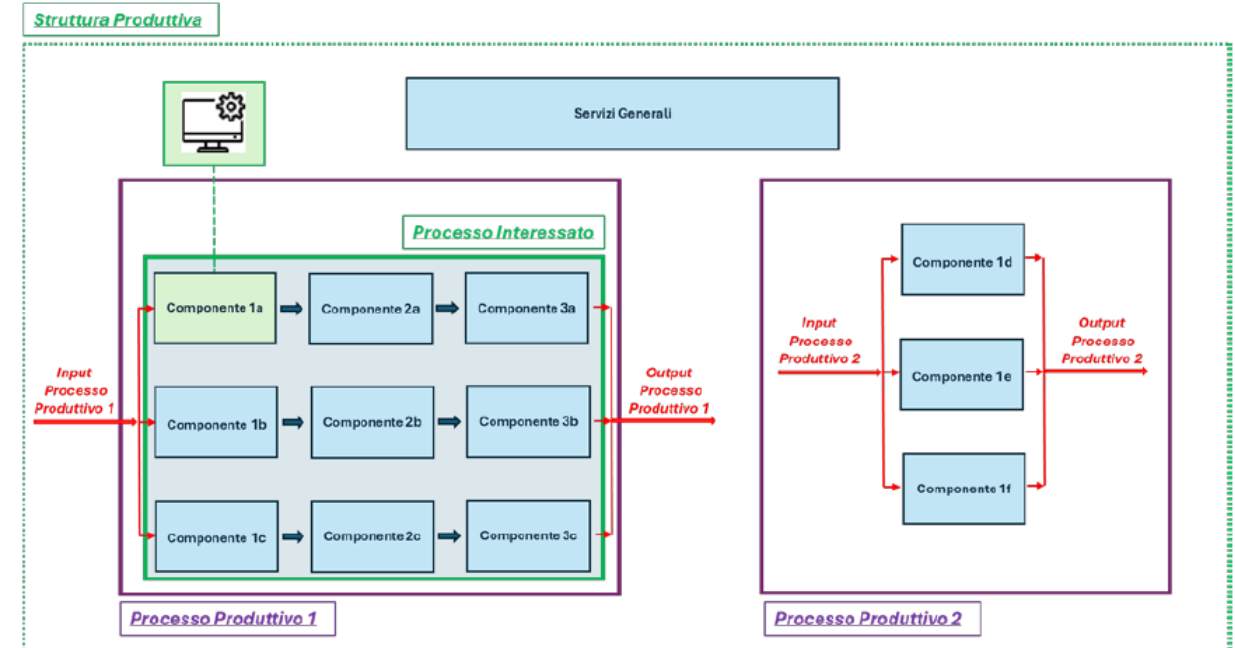 Struttura Produttiva
Servizi Generali
Processo Interessato
Componente 1a
Componente 2a
Componente 3a
Input
Processo
Produttivo 1
Componente 1b
Componente 2b
Componente 3b
Output
Processo
Produttivo 1
Componente 1c
Componente 2c
Componente 3c
Processo Produttivo 1
Componente 1d
Input
Processo
Produttivo 2
Componente 1e
Output
Processo
Produttivo 2
Componente 1f
Processo Produttivo 2